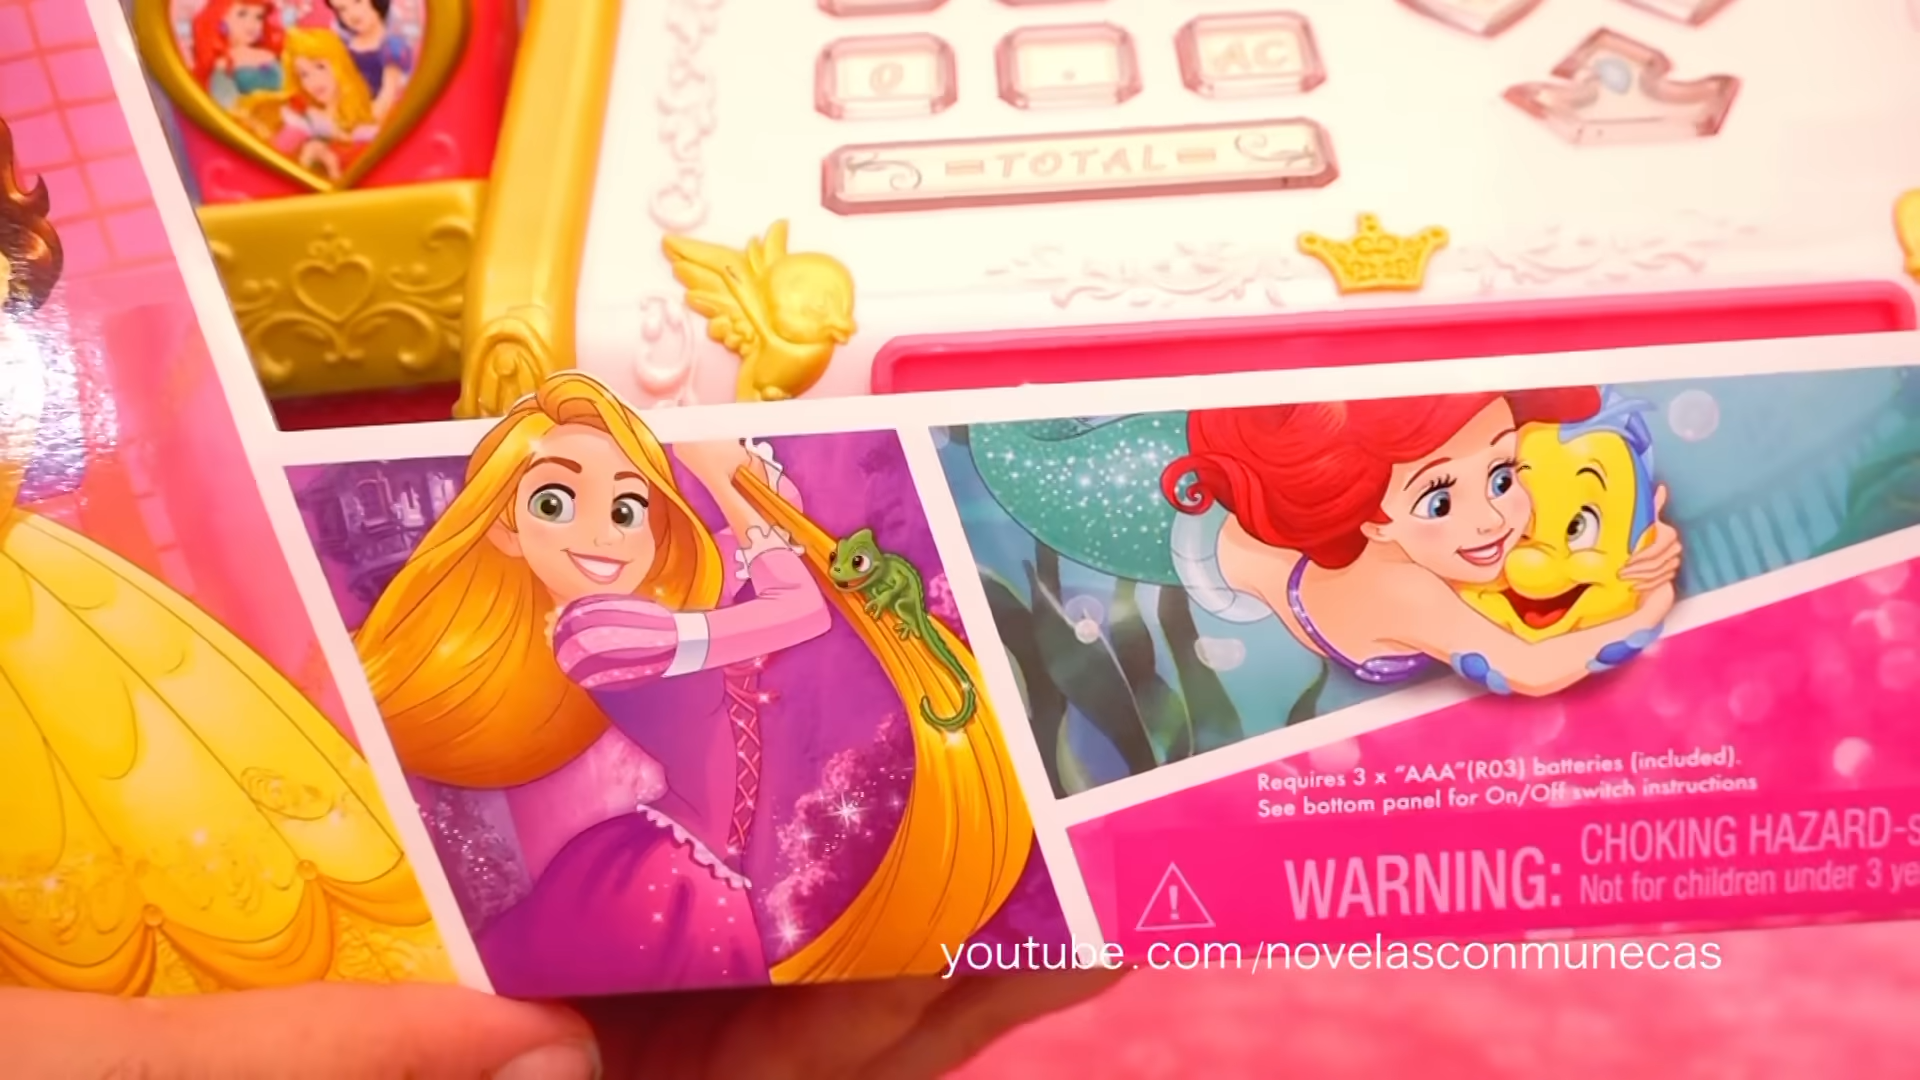 0 . AC
-TOTAL-
Requires 3 x "AAA"(R03) batteries (included).
See bottom panel for On/Off switch instructions
WARNING:
CHOKING HAZARD-s
Not for children under 3 ye
youtube.com/novelasconmunecas